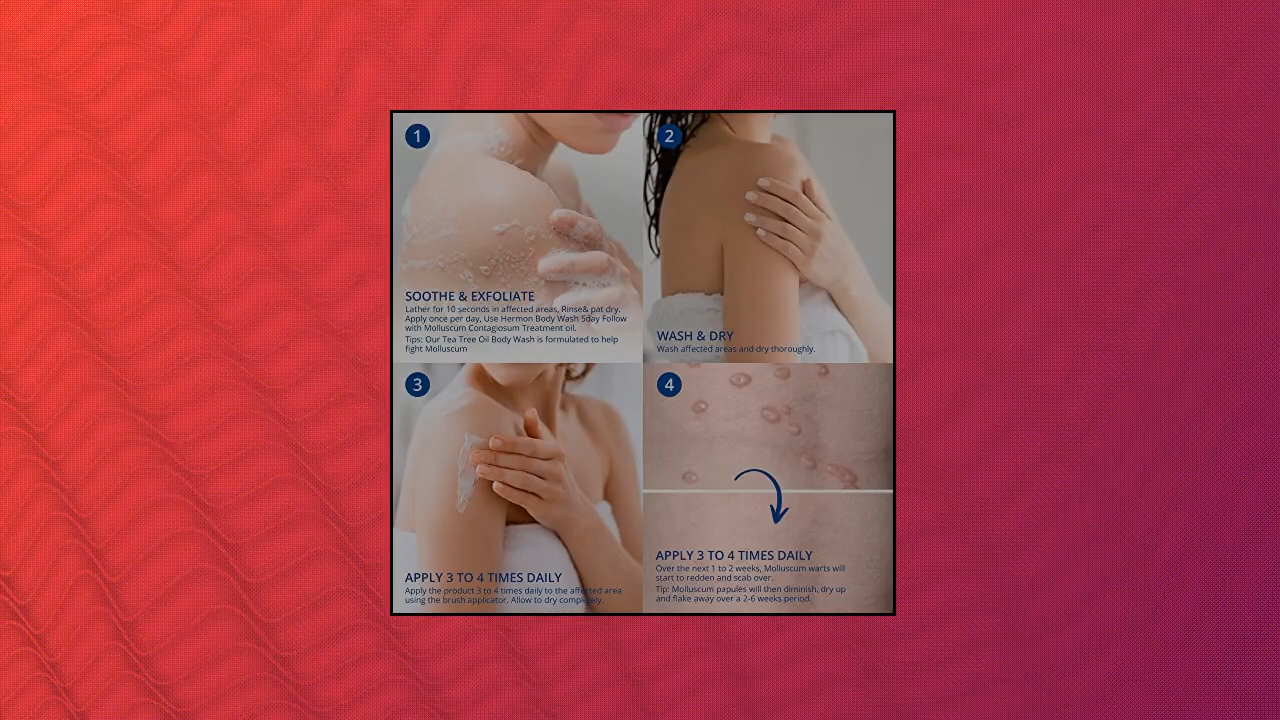 1
SOOTHE & EXFOLIATE
Lather for 10 seconds in affected areas, Rinse& pat dry.
Apply once per day, Use Hermon Body Wash 5day Follow
with Molluscum Contagiosum Treatment oil.
Tips: Our Tea Tree Oil Body Wash is formulated to help
fight Molluscum
2
WASH & DRY
Wash affected areas and dry thoroughly.
3
APPLY 3 TO 4 TIMES DAILY
Apply the product 3 to 4 times daily to the affected area
using the brush applicator. Allow to dry completely.
4
APPLY 3 TO 4 TIMES DAILY
Over the next 1 to 2 weeks, Molluscum warts will
start to redden and scab over.
Tip: Molluscum papules will then diminish, dry up
and flake away over a 2-6 weeks period.